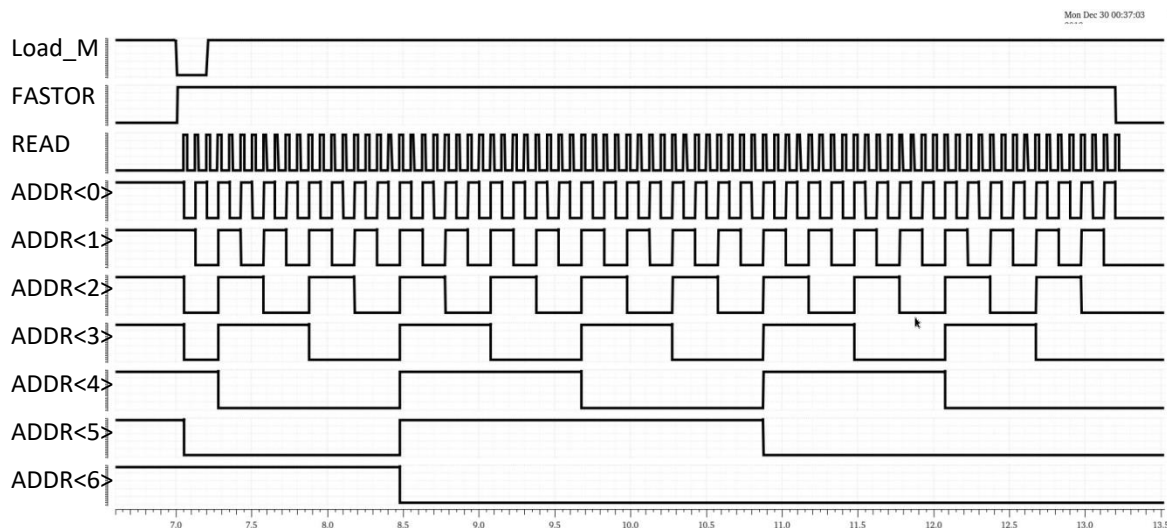 Mon Dec 30 00:37:03
Load_M
FASTOR
READ
ADDR<0>
ADDR<1>
ADDR<2>
ADDR<3>
ADDR<4>
ADDR<5>
ADDR<6>
7.0 7.5 8.0 8.5 9.0 9.5 10.0 10.5 11.0 11.5 12.0 12.5 13.0 13.5